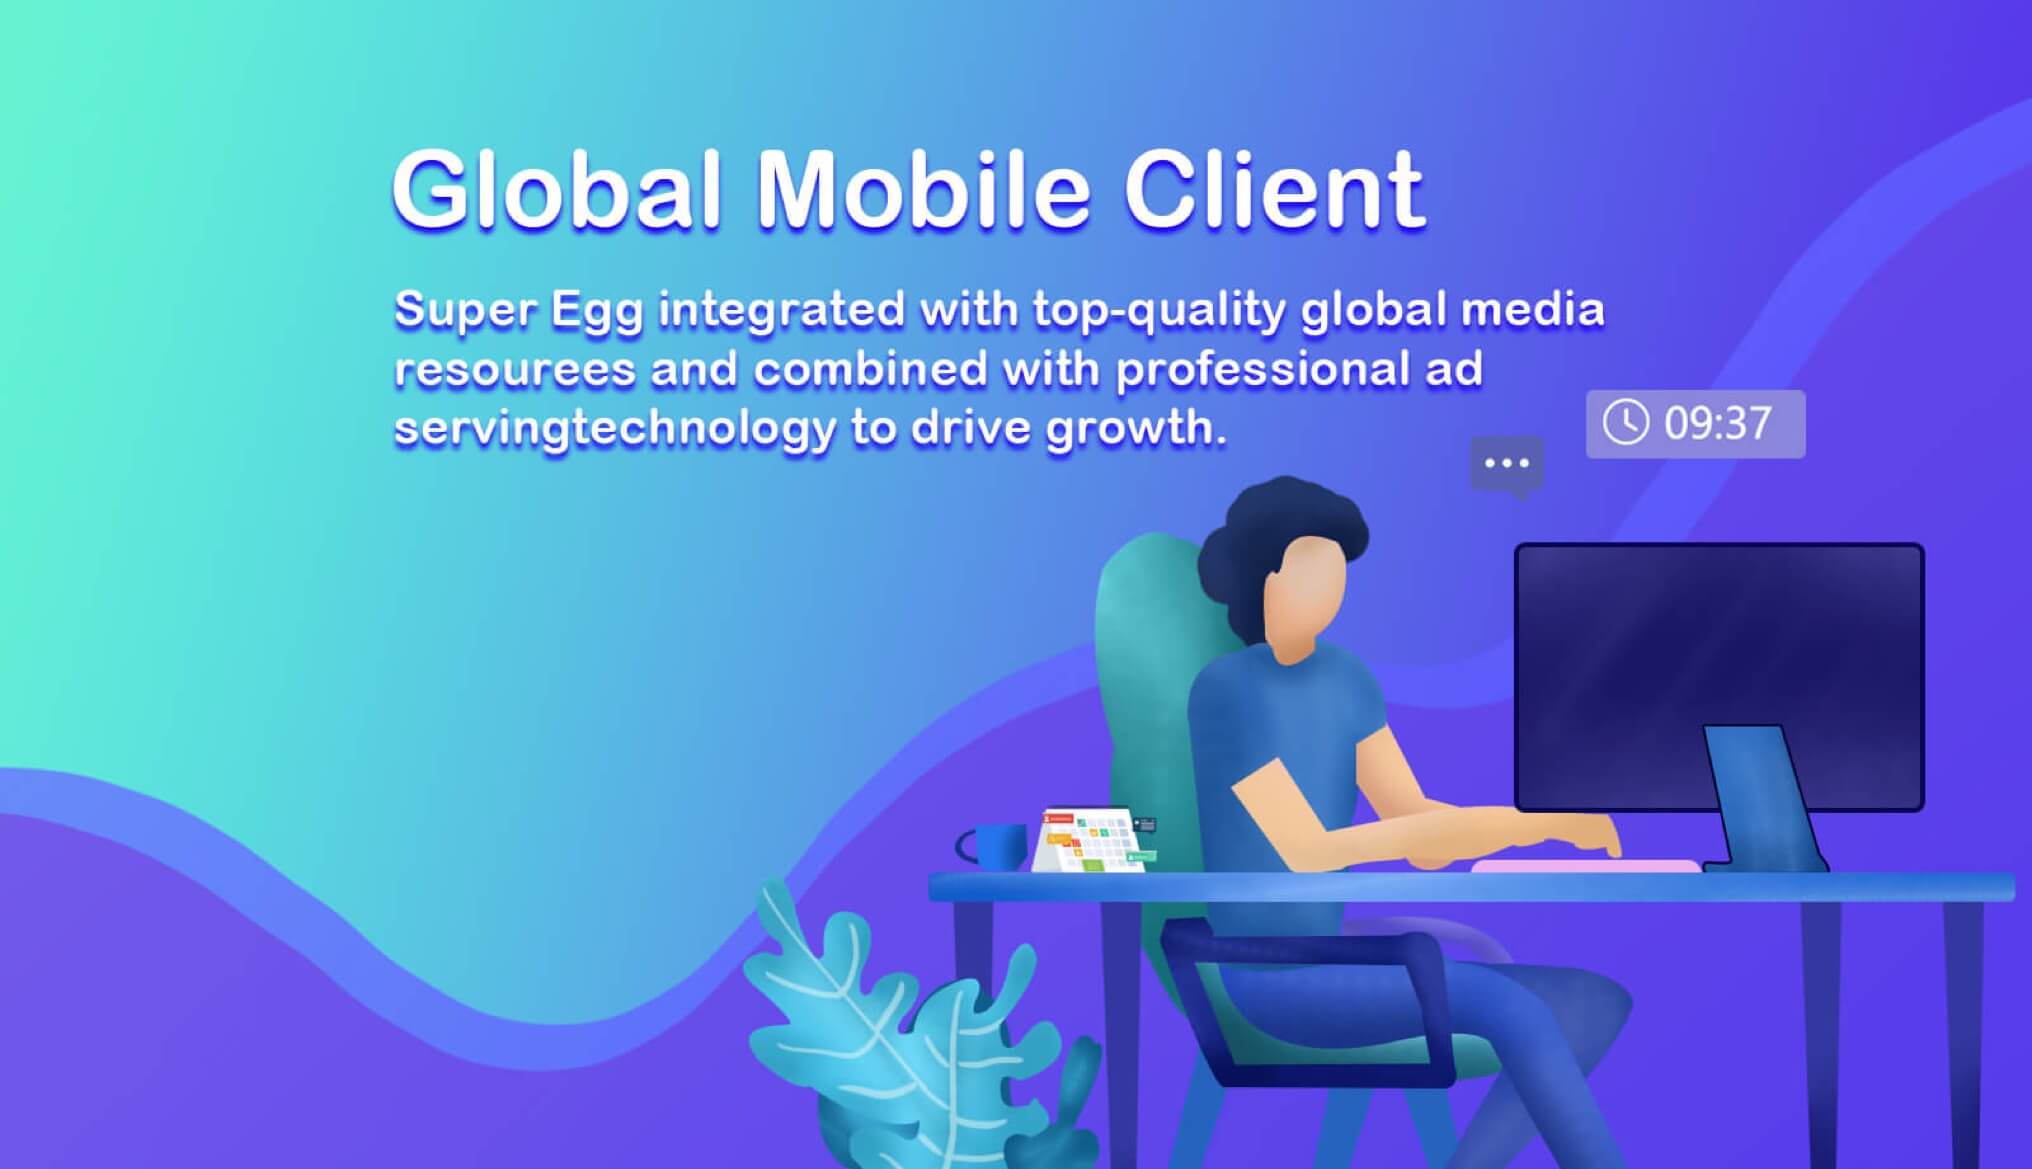 Global Mobile Client
Super Egg integrated with top-quality global media
resourees and combined with professional ad
servingtechnology to drive growth.
09:37